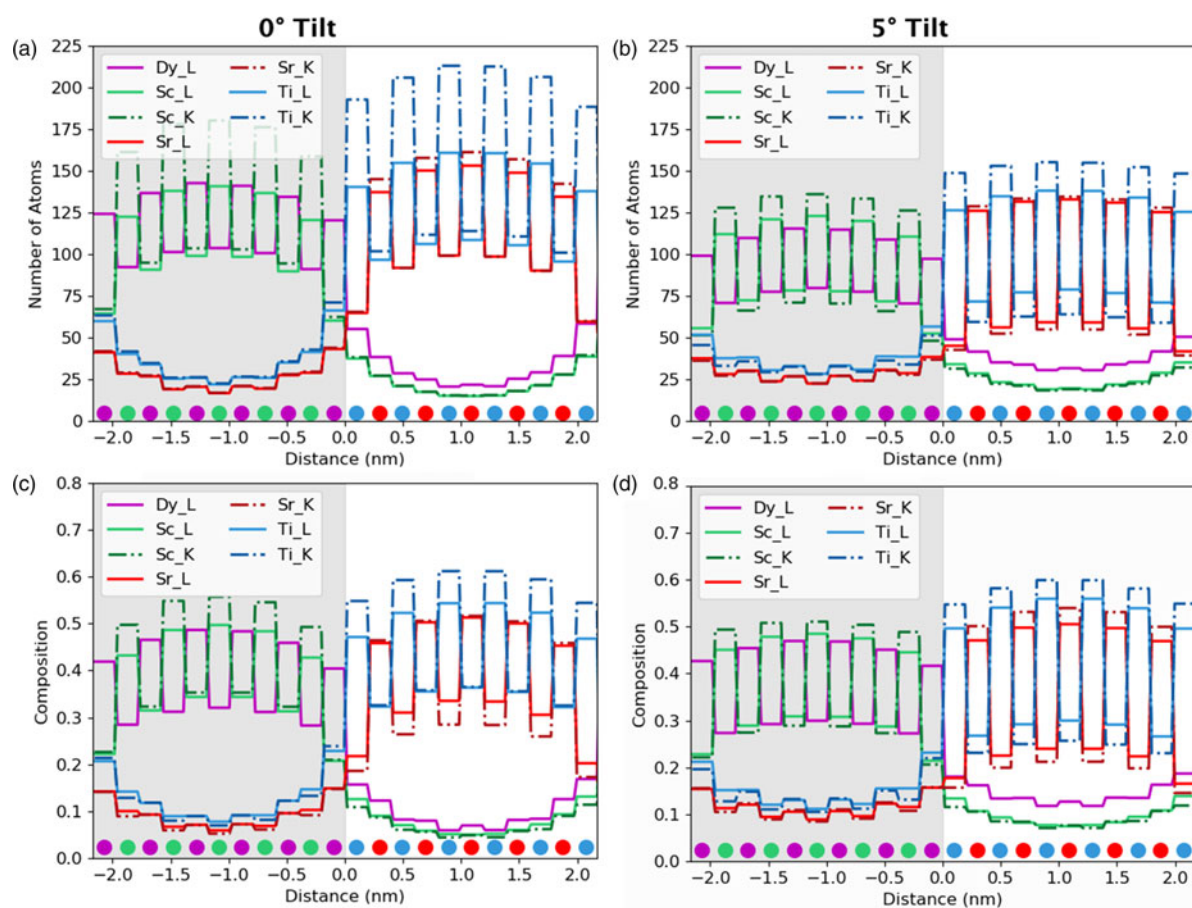 0° Tilt
5° Tilt
(a)
225
200
175
150
125
100
75
50
25
0
Number of Atoms
Dy_L
Sc_L
Sc_K
Sr_L
Sr_K
Ti_L
Ti_K
−2.0 −1.5 −1.0 −0.5 0.0 0.5 1.0 1.5 2.0
Distance (nm)
(b)
225
200
175
150
125
100
75
50
25
0
Number of Atoms
Dy_L
Sc_L
Sc_K
Sr_L
Sr_K
Ti_L
Ti_K
−2.0 −1.5 −1.0 −0.5 0.0 0.5 1.0 1.5 2.0
Distance (nm)
(c)
0.8
0.7
0.6
0.5
0.4
0.3
0.2
0.1
0.0
Composition
Dy_L
Sc_L
Sc_K
Sr_L
Sr_K
Ti_L
Ti_K
−2.0 −1.5 −1.0 −0.5 0.0 0.5 1.0 1.5 2.0
Distance (nm)
(d)
0.8
0.7
0.6
0.5
0.4
0.3
0.2
0.1
0.0
Composition
Dy_L
Sc_L
Sc_K
Sr_L
Sr_K
Ti_L
Ti_K
−2.0 −1.5 −1.0 −0.5 0.0 0.5 1.0 1.5 2.0
Distance (nm)